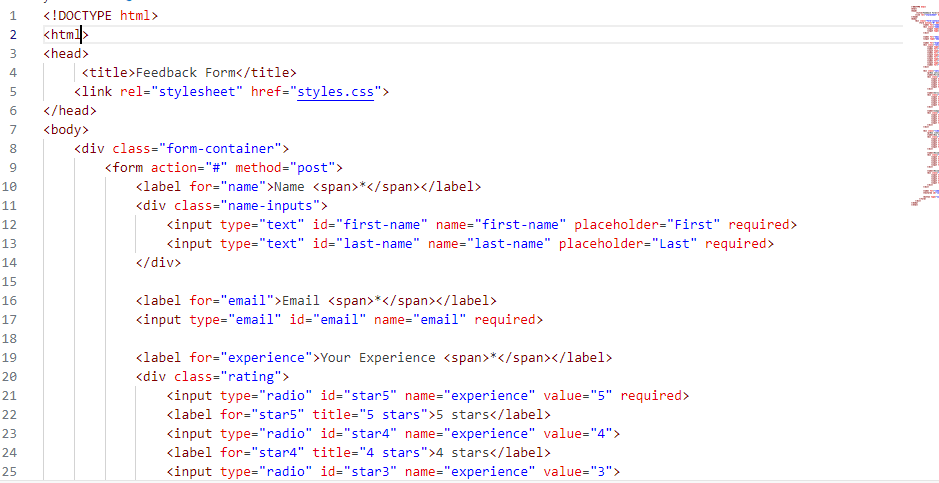 1 <!DOCTYPE html>
2 <html>
3 <head>
4 <title>Feedback Form</title>
5 <link rel="stylesheet" href="styles.css">
6 </head>
7 <body>
8 <div class="form-container">
9 <form action="#" method="post">
10 <label for="name">Name <span>*</span></label>
11 <div class="name-inputs">
12 <input type="text" id="first-name" name="first-name" placeholder="First" required>
13 <input type="text" id="last-name" name="last-name" placeholder="Last" required>
14 </div>
15
16 <label for="email">Email <span>*</span></label>
17 <input type="email" id="email" name="email" required>
18
19 <label for="experience">Your Experience <span>*</span></label>
20 <div class="rating">
21 <input type="radio" id="star5" name="experience" value="5" required>
22 <label for="star5" title="5 stars">5 stars</label>
23 <input type="radio" id="star4" name="experience" value="4">
24 <label for="star4" title="4 stars">4 stars</label>
25 <input type="radio" id="star3" name="experience" value="3">